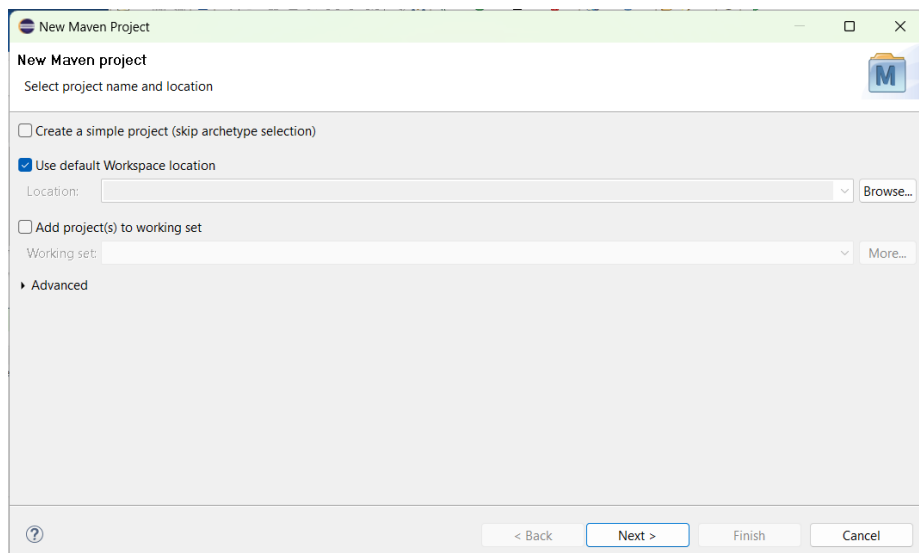 New Maven Project
New Maven project
Select project name and location
M
Create a simple project (skip archetype selection)
Use default Workspace location
Location:
Browse...
Add project(s) to working set
Working set:
More...
Advanced
?
< Back
Next >
Finish
Cancel